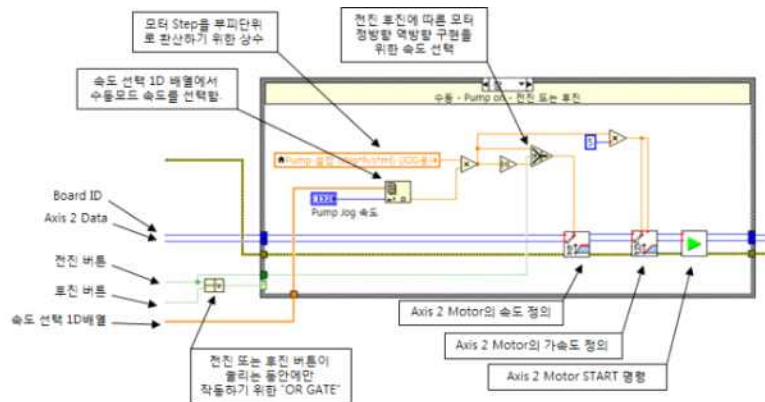 모터 Step을 부피단위
로 환산하기 위한 상수
전진 후진에 따른 모터
정방향 역방향 구현을
위한 속도 선택
속도 선택 1D 배열에서
수동모드 속도를 선택함.
수동 - Pump on - 전진 또는 후진
Pump
5
Pump Jog 속도
Board ID
Axis 2 Data
전진 버튼
후진 버튼
속도 선택 1D배열
Axis 2 Motor의 속도 정의
Axis 2 Motor의 가속도 정의
Axis 2 Motor START 명령
전진 또는 후진 버튼이
눌리는 동안에만
작동하기 위한 "OR GATE"